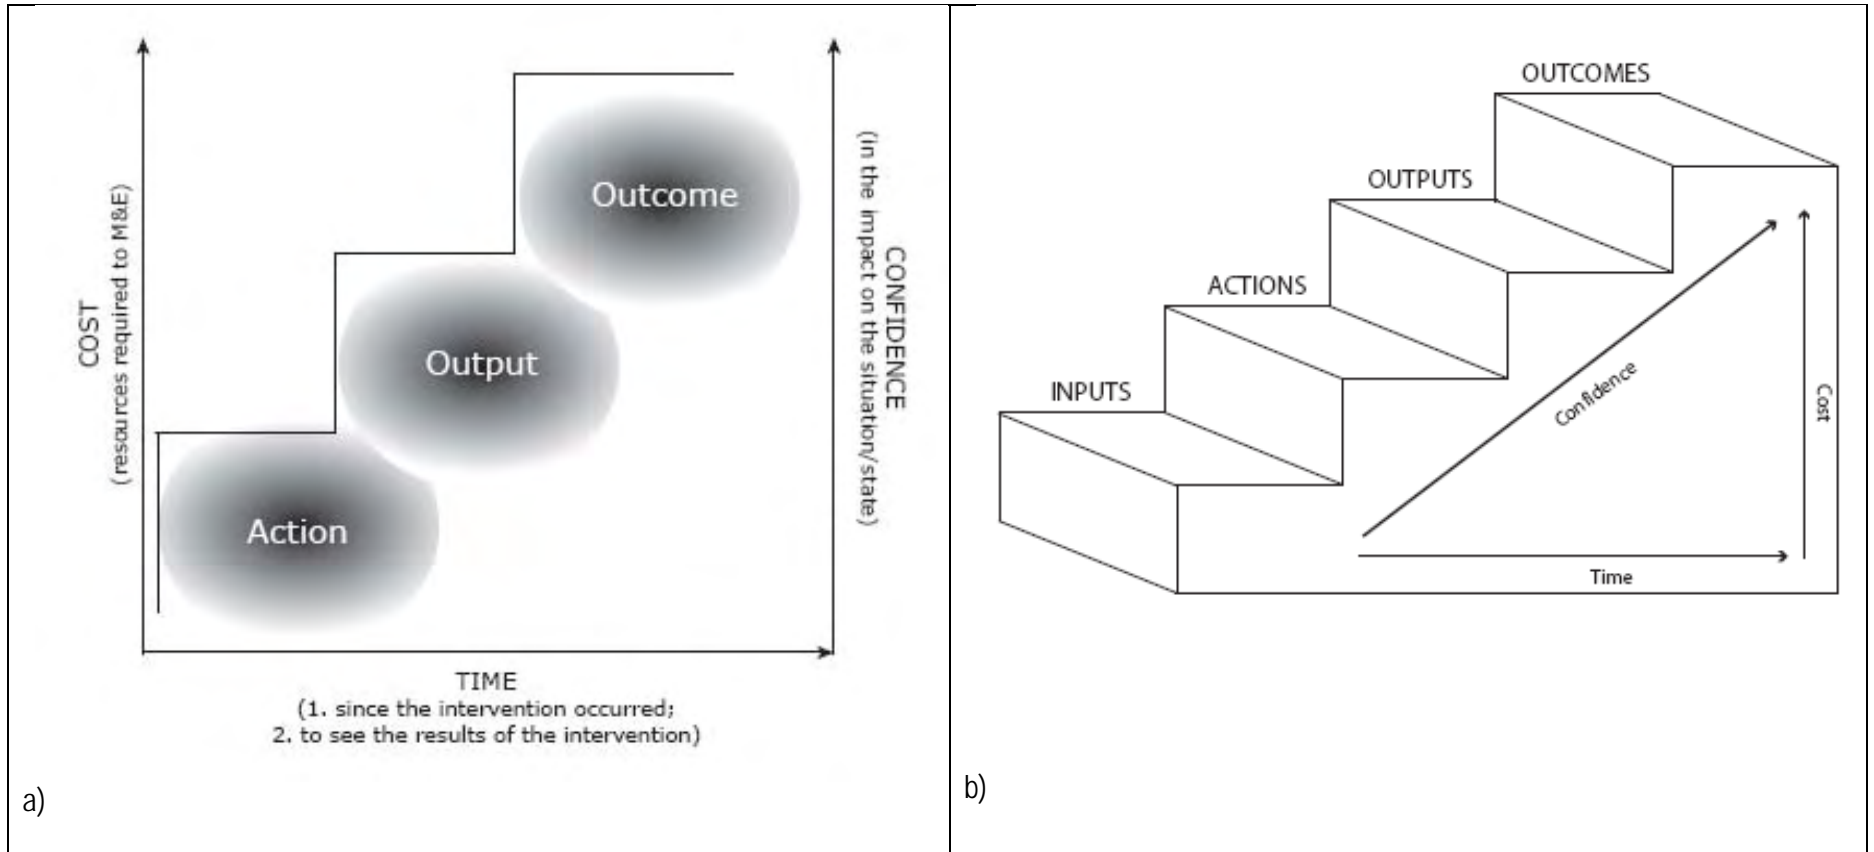 COST
(resources required to M&E)
Action
Output
Outcome
CONFIDENCE
(in the impact on the situation/state)
TIME
(1. since the intervention occurred;
2. to see the results of the intervention)
a)
OUTCOMES
OUTPUTS
ACTIONS
INPUTS
Confidence
Cost
Time
b)